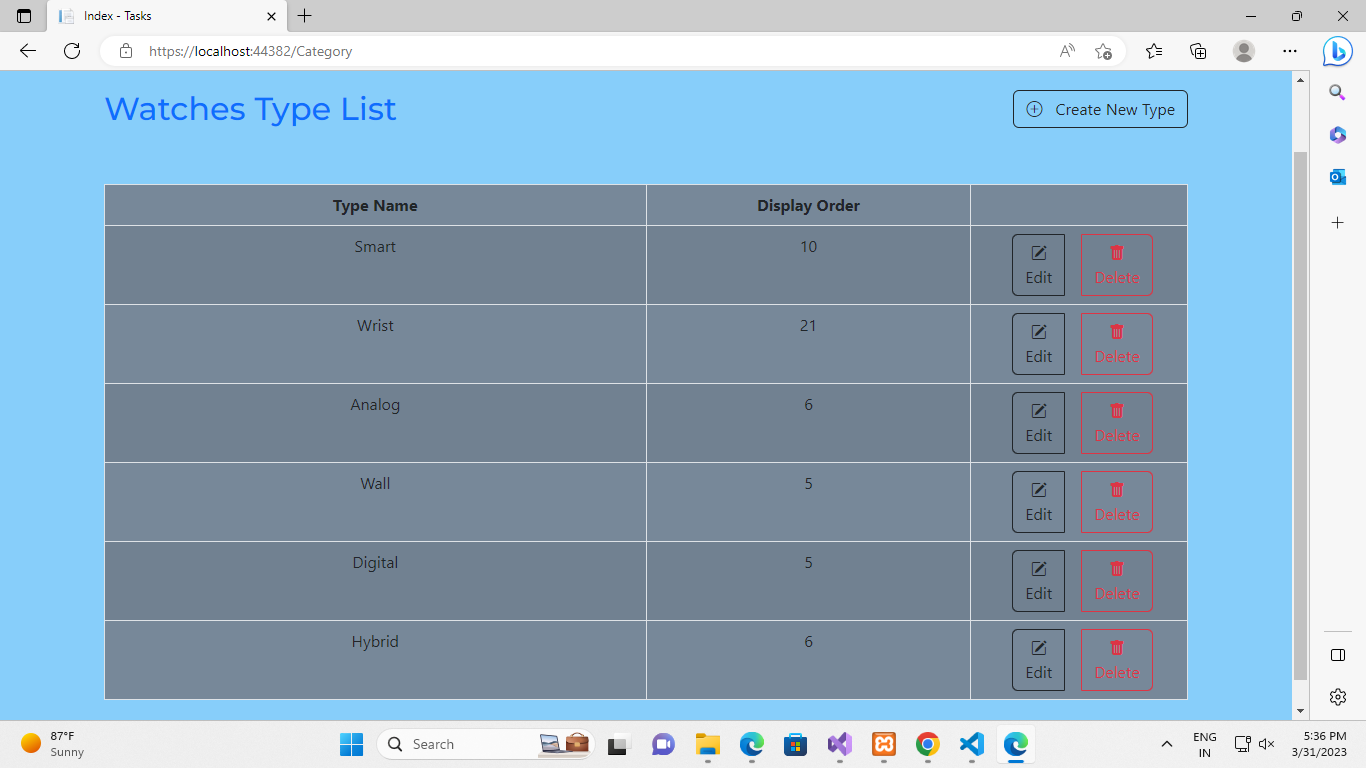 Index - Tasks
https://localhost:44382/Category
Watches Type List
Create New Type
Type Name Display Order
Smart 10 Edit Delete
Wrist 21 Edit Delete
Analog 6 Edit Delete
Wall 5 Edit Delete
Digital 5 Edit Delete
Hybrid 6 Edit Delete
87°F
Sunny
Search
ENG
IN
5:36 PM
3/31/2023